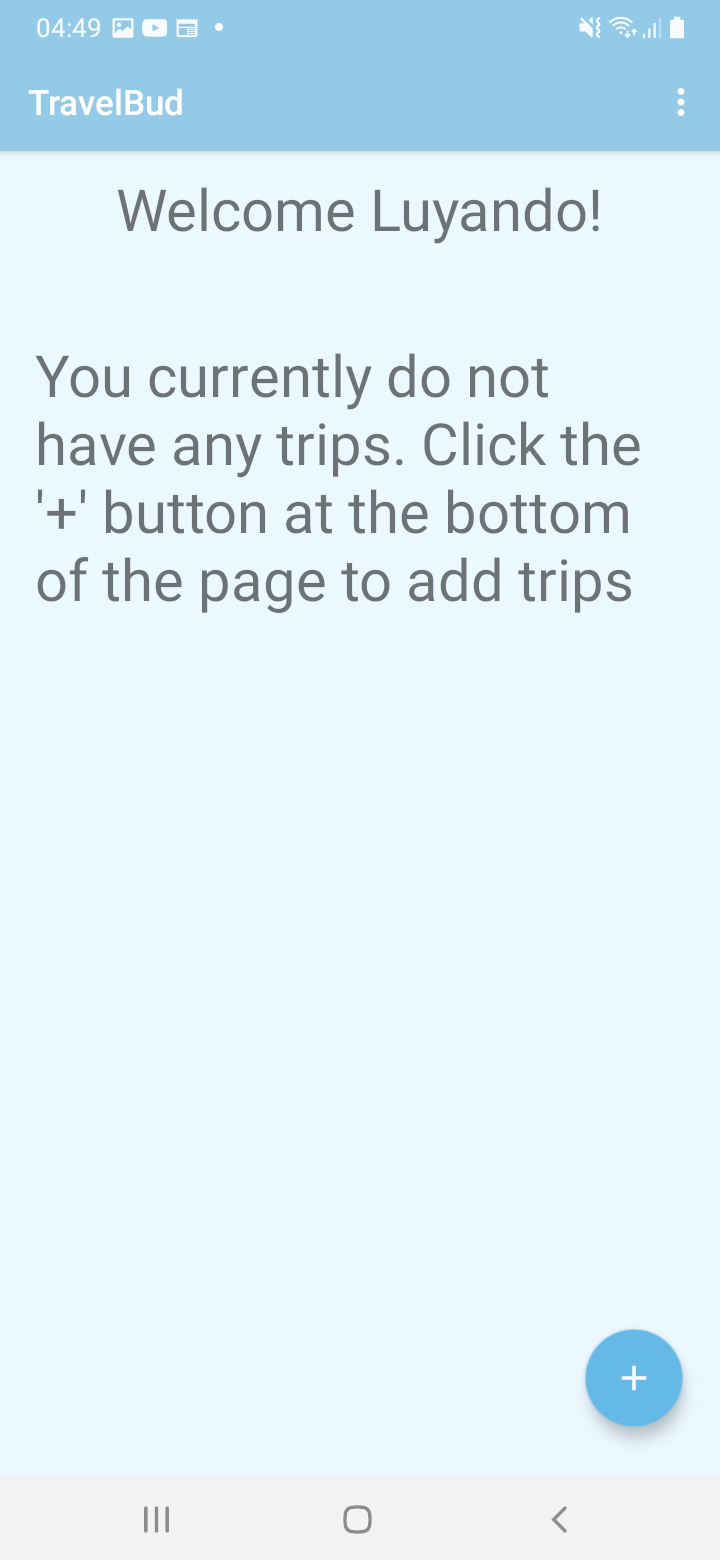 04:49
TravelBud
Welcome Luyando!
You currently do not
have any trips. Click the
'+' button at the bottom
of the page to add trips
+